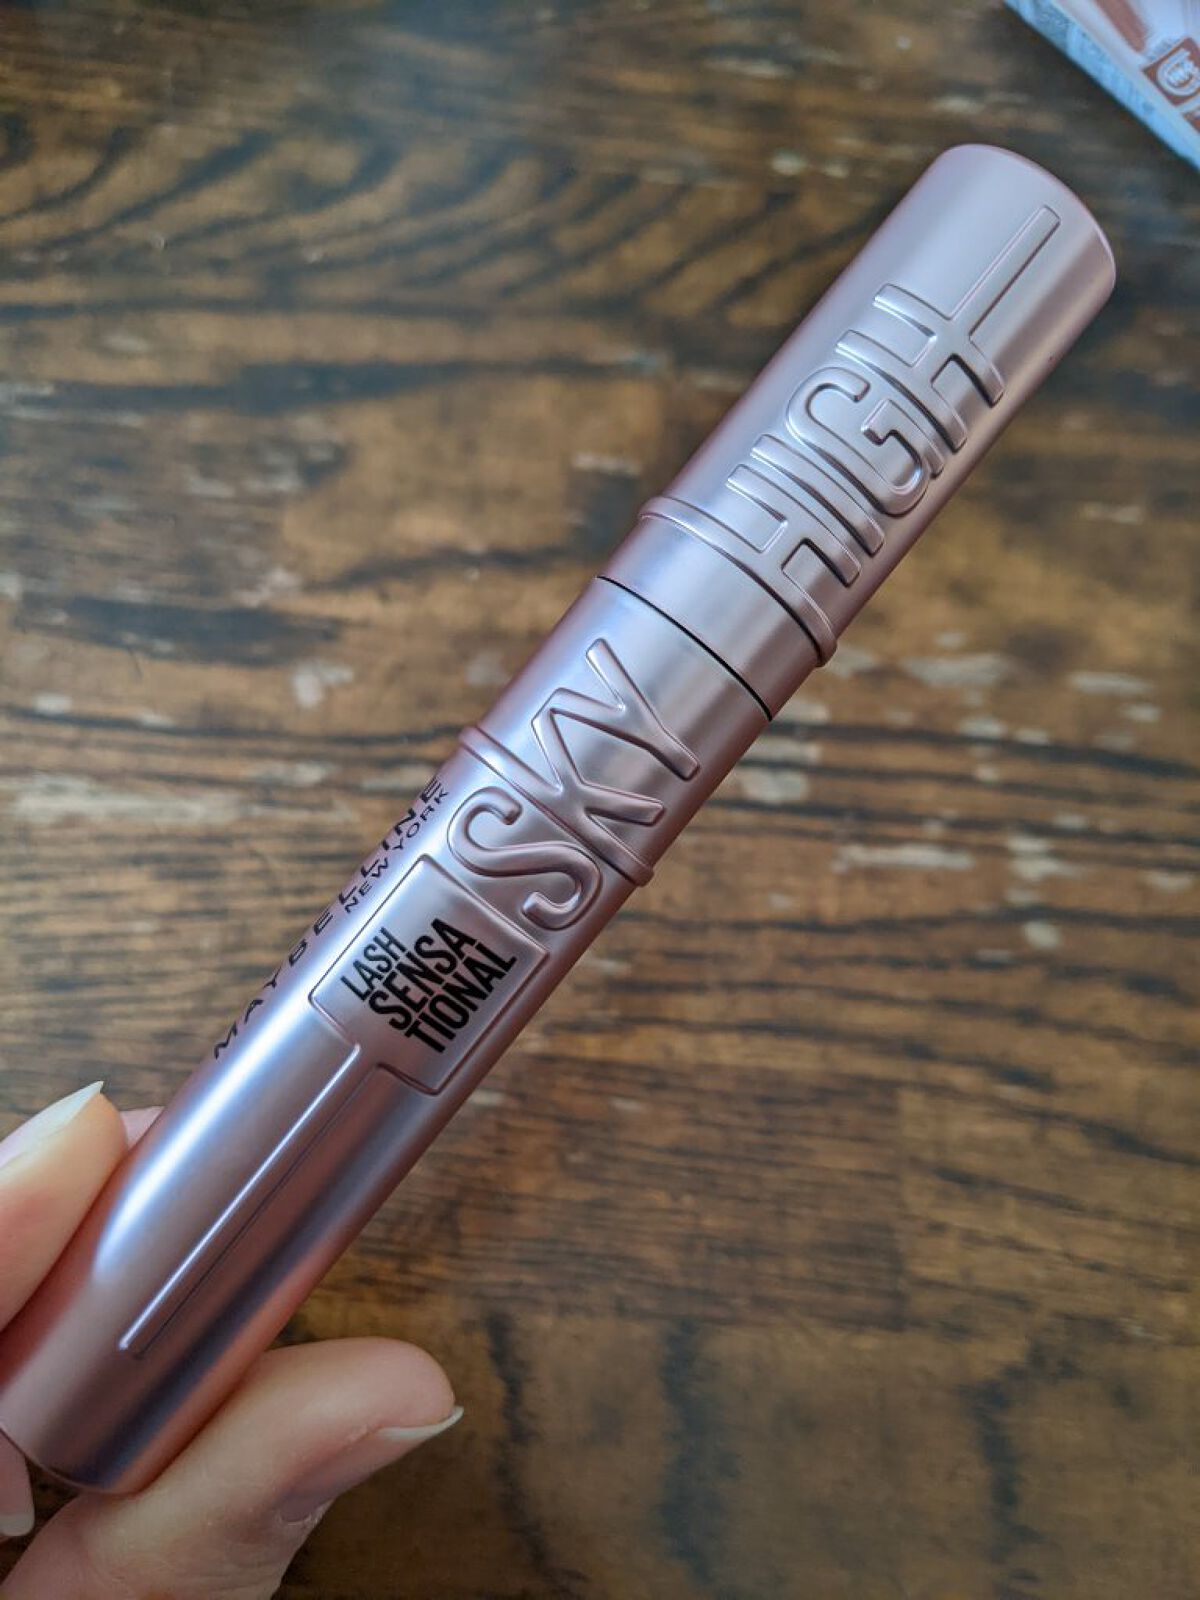 MAYBELLINE
NEW YORK
LASH
SENSA
TIONAL
SKY
HIGH